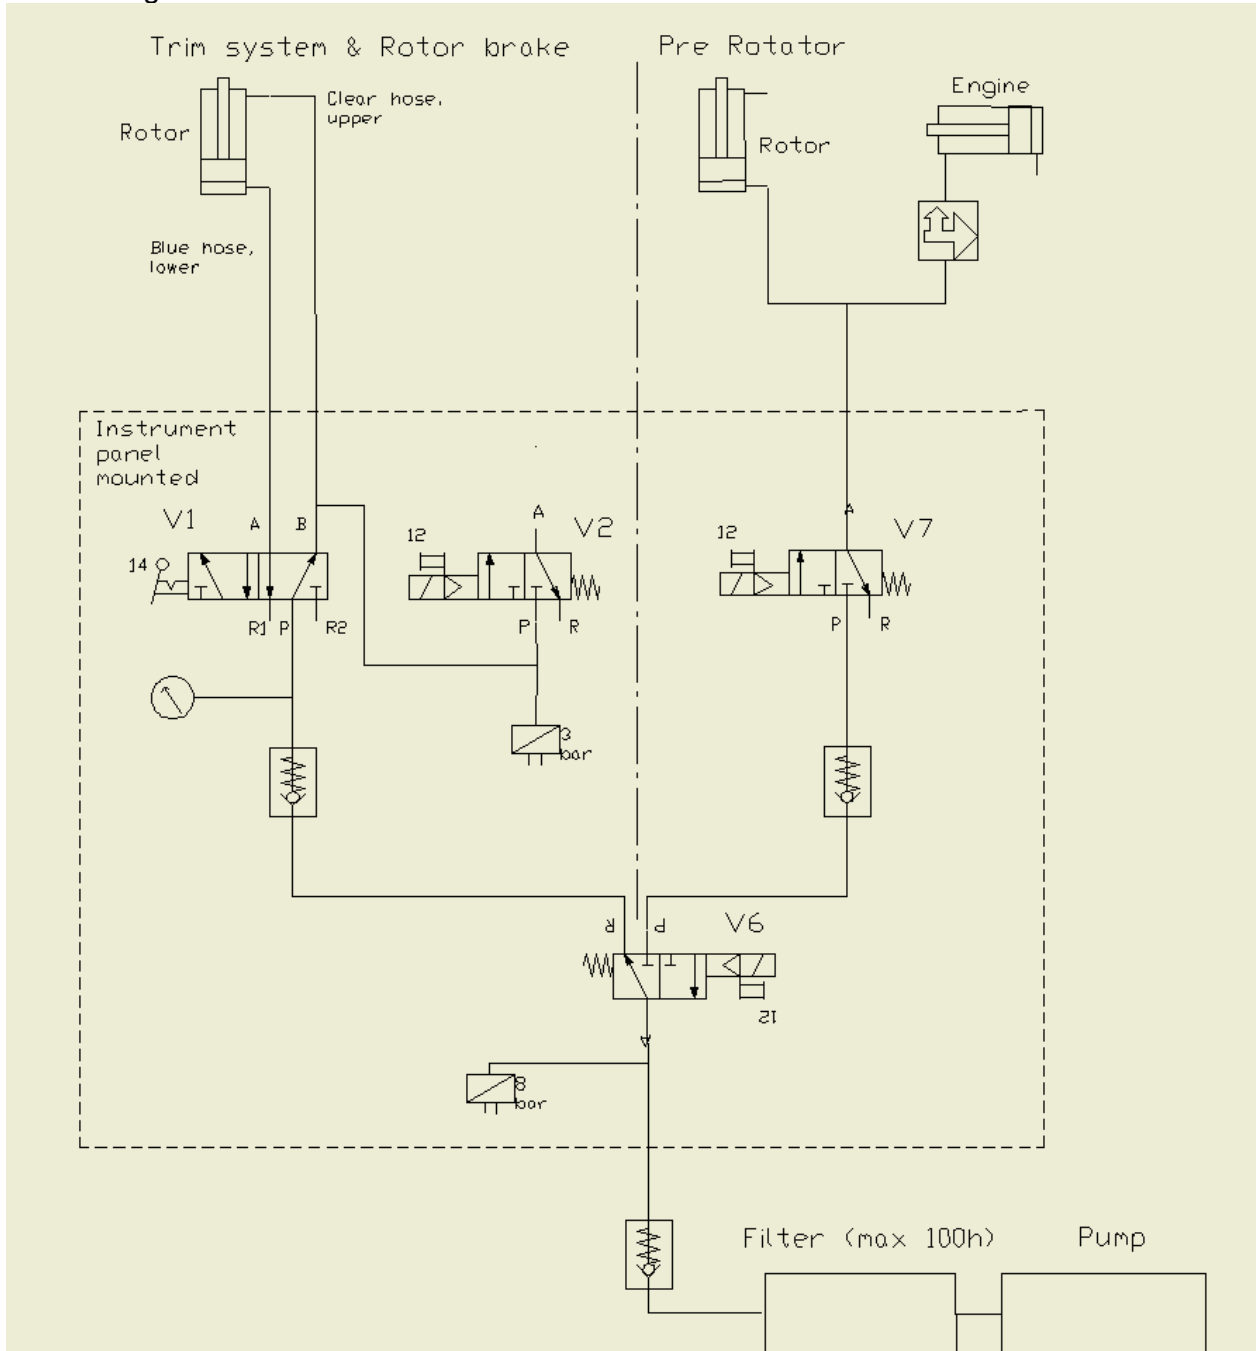 Trim system & Rotor brake
Pre Rotator
Engine
Clear hose,
upper
Rotor
Rotor
Blue hose,
lower
Instrument
panel
mounted
V1
A
B
14
R1
P
R2
12
A
V2
P
R
12
A
V7
P
R
3
bar
R
P
V6
12
A
8
bar
Filter (max 100h)
Pump